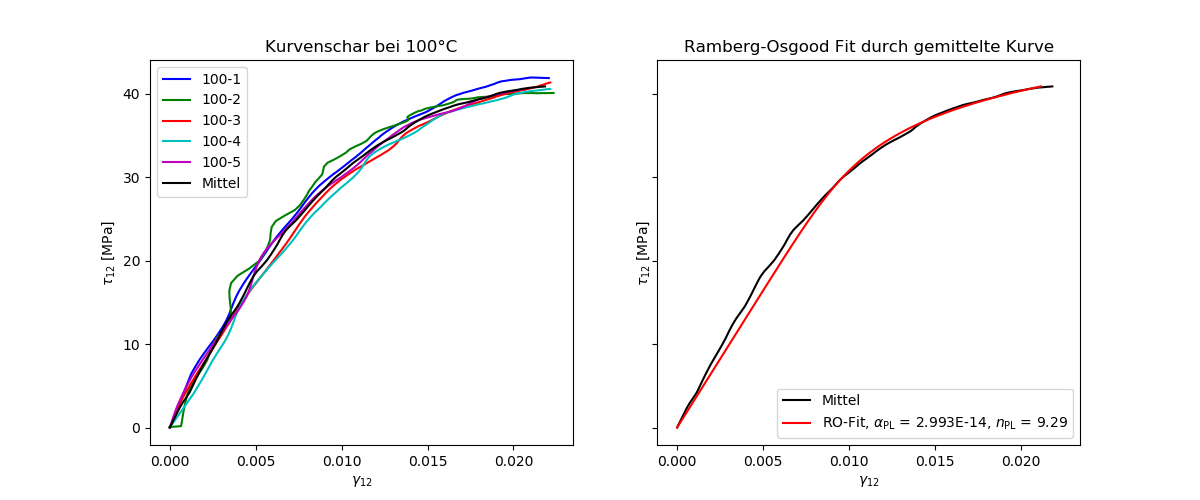 Kurvenschar bei 100°C
40
30
20
10
0
τ₁₂ [MPa]
100-1
100-2
100-3
100-4
100-5
Mittel
0.000 0.005 0.010 0.015 0.020
γ₁₂
Ramberg-Osgood Fit durch gemittelte Kurve
τ₁₂ [MPa]
Mittel
RO-Fit, α_PL = 2.993E-14, n_PL = 9.29
0.000 0.005 0.010 0.015 0.020
γ₁₂